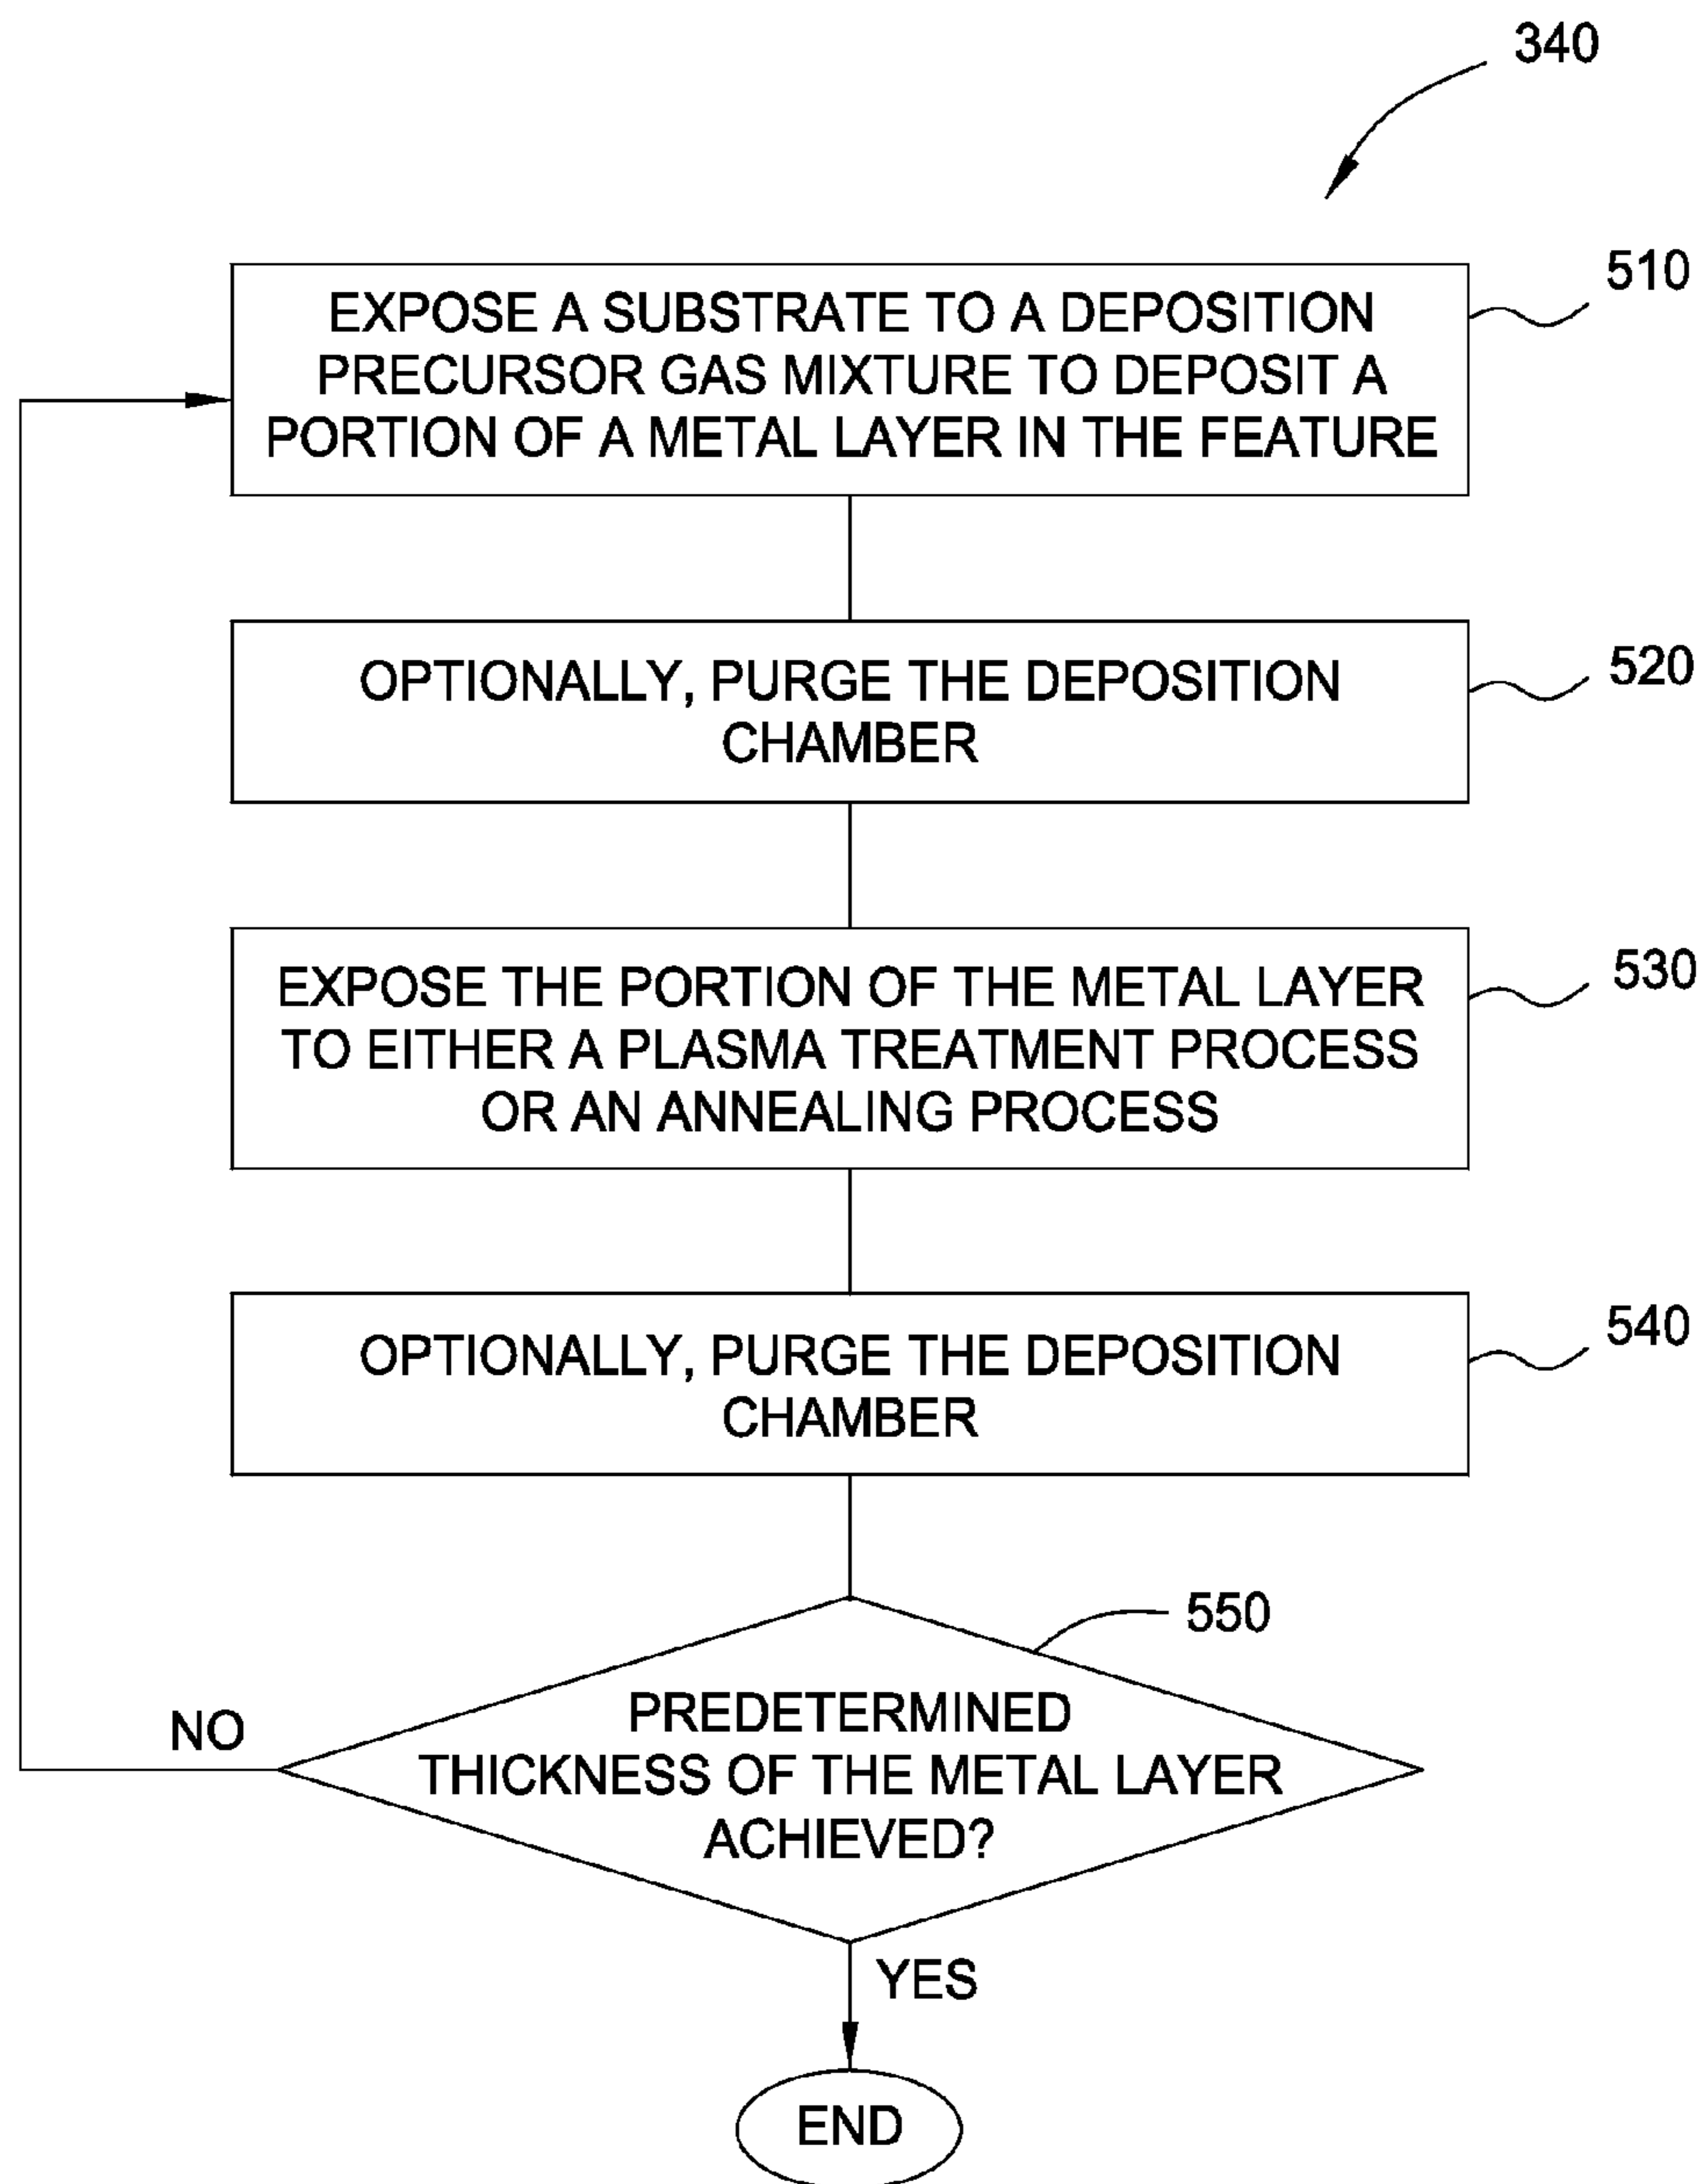 340
EXPOSE A SUBSTRATE TO A DEPOSITION
PRECURSOR GAS MIXTURE TO DEPOSIT A
PORTION OF A METAL LAYER IN THE FEATURE
510
OPTIONALLY, PURGE THE DEPOSITION
CHAMBER
520
EXPOSE THE PORTION OF THE METAL LAYER
TO EITHER A PLASMA TREATMENT PROCESS
OR AN ANNEALING PROCESS
530
OPTIONALLY, PURGE THE DEPOSITION
CHAMBER
540
550
PREDETERMINED
THICKNESS OF THE METAL LAYER
ACHIEVED?
NO
YES
END